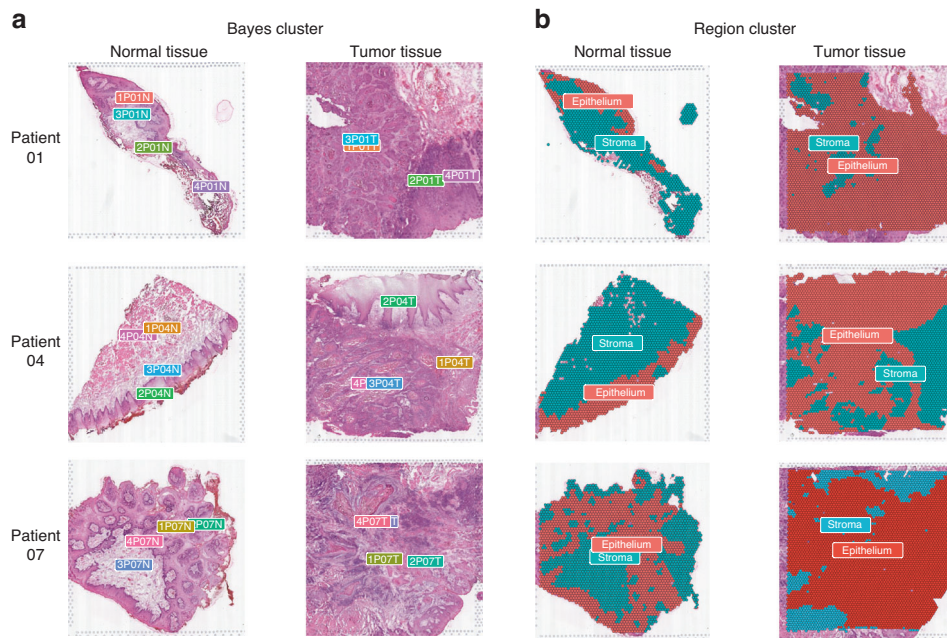 a
Bayes cluster
Normal tissue
Tumor tissue
Patient
01
1P01N
3P01N
2P01N
4P01N
3P01T
1P01T
2P01T
4P01T
Patient
04
1P04N
4P04N
3P04N
2P04N
2P04T
1P04T
4P
3P04T
Patient
07
1P07N
P07N
4P07N
3P07N
4P07T
T
1P07T
2P07T
b
Region cluster
Normal tissue
Tumor tissue
Epithelium
Stroma
Stroma
Epithelium
Stroma
Epithelium
Epithelium
Stroma
Epithelium
Stroma
Stroma
Epithelium